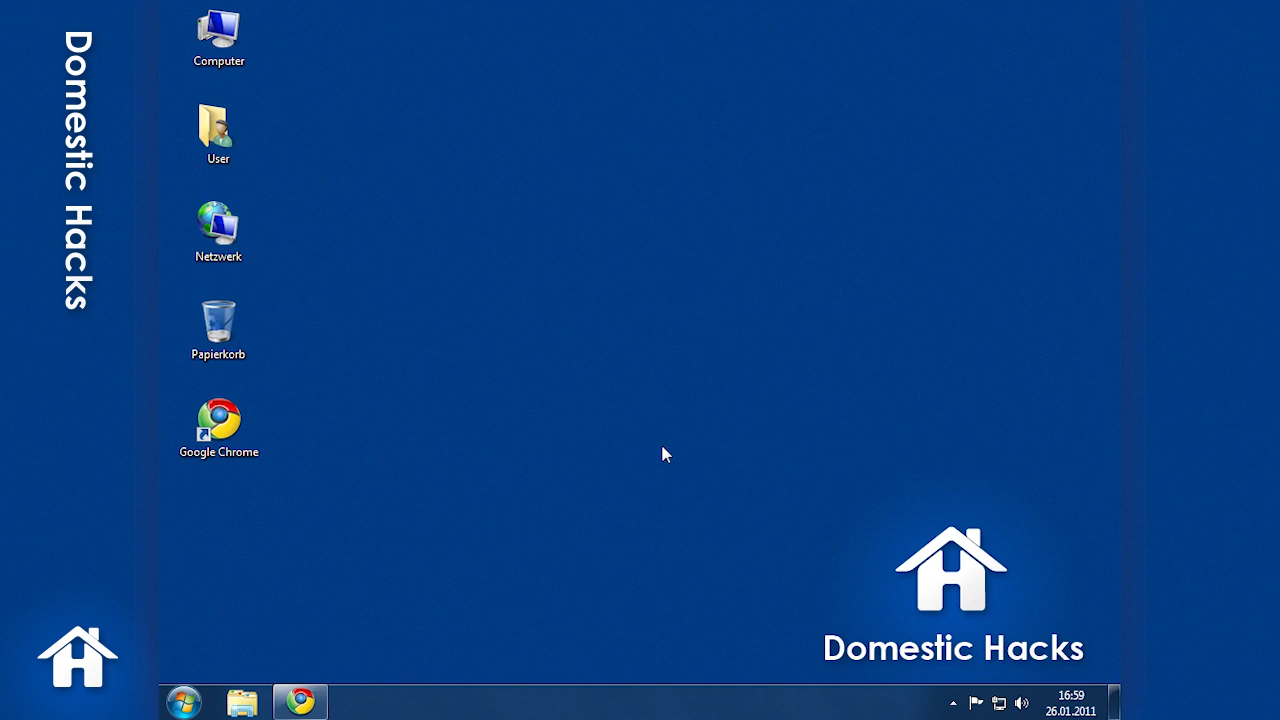 Domestic Hacks
Computer
User
Netzwerk
Papierkorb
Google Chrome
Domestic Hacks
16:59
26.01.2011